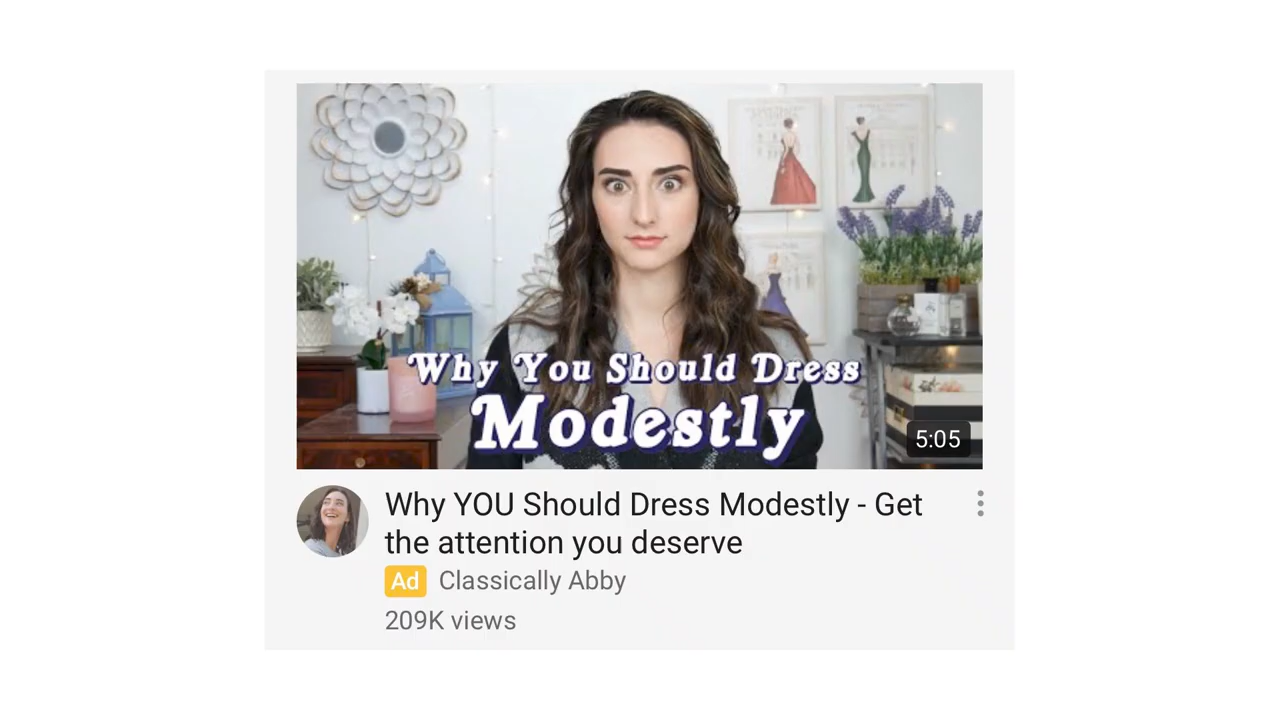 Why You Should Dress
Modestly
5:05
Why YOU Should Dress Modestly - Get
the attention you deserve
Ad Classically Abby
209K views